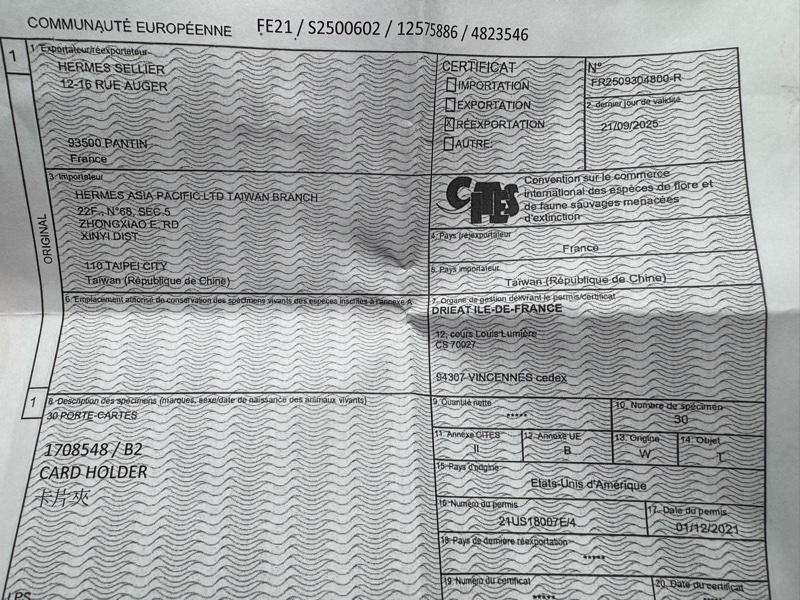 COMMUNAUTÉ EUROPÉENNE FE21 / S2500602 / 12575886 / 4823546
1
1. Exportateur/réexportateur
HERMES SELLIER
12-16 RUE AUGER
93500 PANTIN
France
CERTIFICAT
IMPORTATION
EXPORTATION
X RÉEXPORTATION
AUTRE:
N°
FR2509304800-R
2. dernier jour de validité
21/09/2025
3. Importateur
HERMES ASIA PACIFIC LTD TAIWAN BRANCH
22F., N°68, SEC.5
ZHONGXIAO E. RD
XINYI DIST
110 TAIPEI CITY
Taïwan (République de Chine)
ORIGINAL
CITES
Convention sur le commerce
international des espèces de flore et
de faune sauvages menacées
d'extinction
4. Pays (ré)exportateur
France
5. Pays importateur
Taïwan (République de Chine)
6. Emplacement autorisé de conservation des spécimens vivants des espèces inscrites à l'annexe A
7. Organe de gestion délivrant le permis/certificat
DRIEAT ILE-DE-FRANCE
12, cours Louis Lumière
CS 70027
94307 VINCENNES cedex
1
8. Description des spécimens (marques, sexe/date de naissance des animaux vivants)
30 PORTE-CARTES
1708548 / B2
CARD HOLDER
卡片夾
9. Quantité nette
*****
10. Nombre de spécimen
30
11. Annexe CITES
II
12. Annexe UE
B
13. Origine
W
14. Objet
T
15. Pays d'origine
Etats-Unis d'Amérique
16. Numéro du permis
21US18007E/4
17. Date du permis
01/12/2021
18. Pays de dernière réexportation
*****
19. Numéro du certificat
*****
20. Date du certificat
****